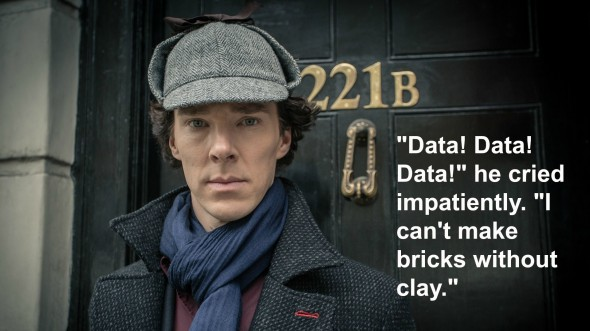 221B
"Data! Data!
Data!" he cried
impatiently. "I
can't make
bricks without
clay."